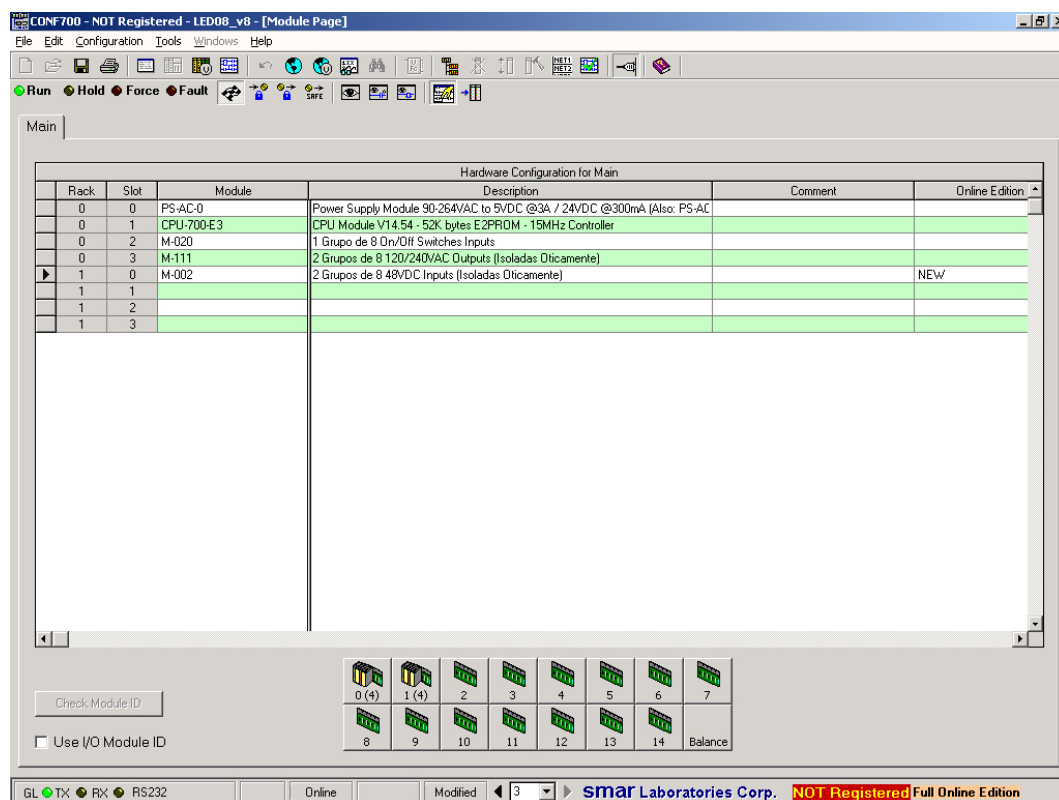 CONF700 - NOT Registered - LED08_v8 - [Module Page]
File Edit Configuration Tools Windows Help
NET1
NET2
Run Hold Force Fault SAFE
Main
Hardware Configuration for Main
Rack Slot Module Description Comment Online Edition
0 0 PS-AC-0 Power Supply Module 90-264VAC to 5VDC @3A / 24VDC @300mA (Also: PS-AC
0 1 CPU-700-E3 CPU Module V14.54 - 52K bytes E2PROM - 15MHz Controller
0 2 M-020 1 Grupo de 8 On/Off Switches Inputs
0 3 M-111 2 Grupos de 8 120/240VAC Outputs (Isoladas Oticamente)
1 0 M-002 2 Grupos de 8 48VDC Inputs (Isoladas Oticamente) NEW
1 1
1 2
1 3
0 (4) 1 (4) 2 3 4 5 6 7
Check Module ID
8 9 10 11 12 13 14 Balance
Use I/O Module ID
GL TX RX RS232 Online Modified 3 smar Laboratories Corp. NOT Registered Full Online Edition